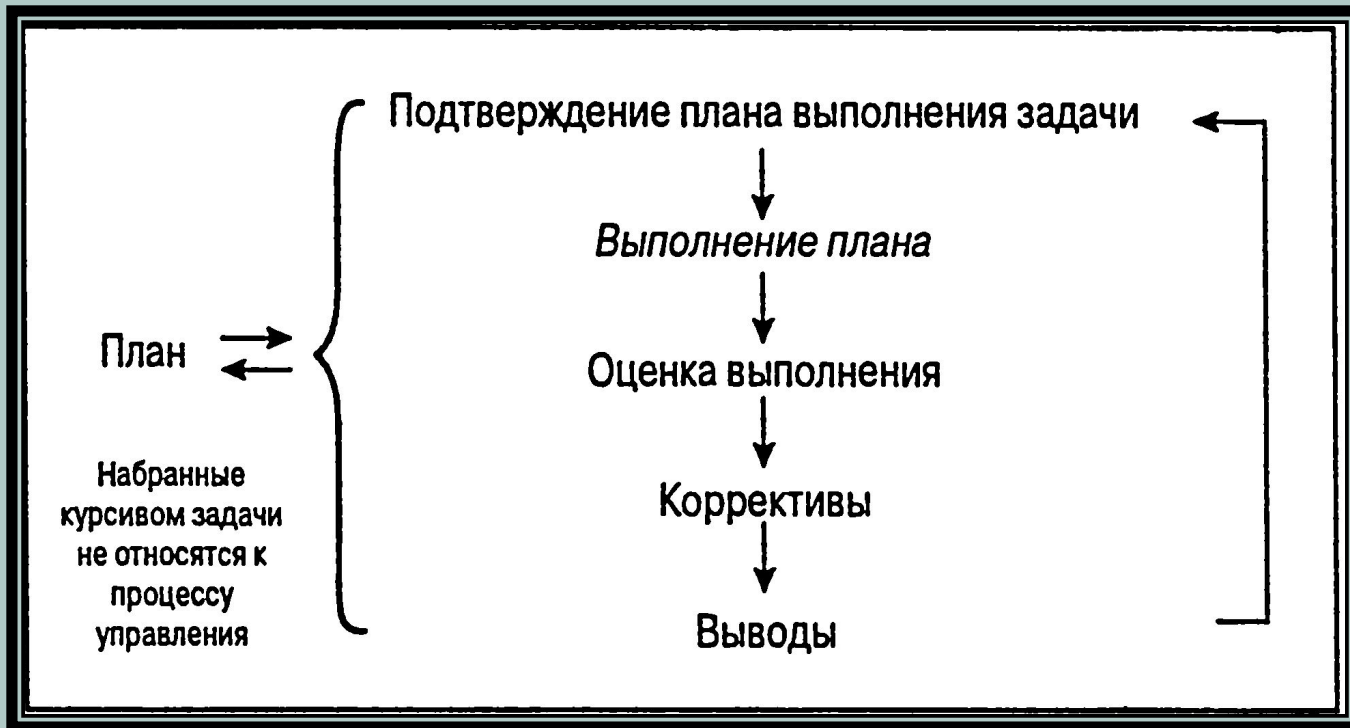 Подтверждение плана выполнения задачи
Выполнение плана
План
Оценка выполнения
Набранные
курсивом задачи
не относятся к
процессу
управления
Коррективы
Выводы